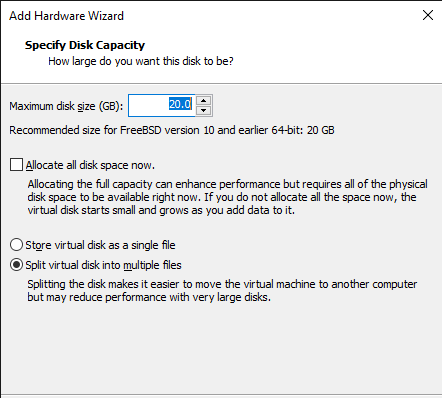 Add Hardware Wizard
Specify Disk Capacity
How large do you want this disk to be?
Maximum disk size (GB): 20.0
Recommended size for FreeBSD version 10 and earlier 64-bit: 20 GB
Allocate all disk space now.
Allocating the full capacity can enhance performance but requires all of the physical
disk space to be available right now. If you do not allocate all the space now, the
virtual disk starts small and grows as you add data to it.
Store virtual disk as a single file
Split virtual disk into multiple files
Splitting the disk makes it easier to move the virtual machine to another computer
but may reduce performance with very large disks.